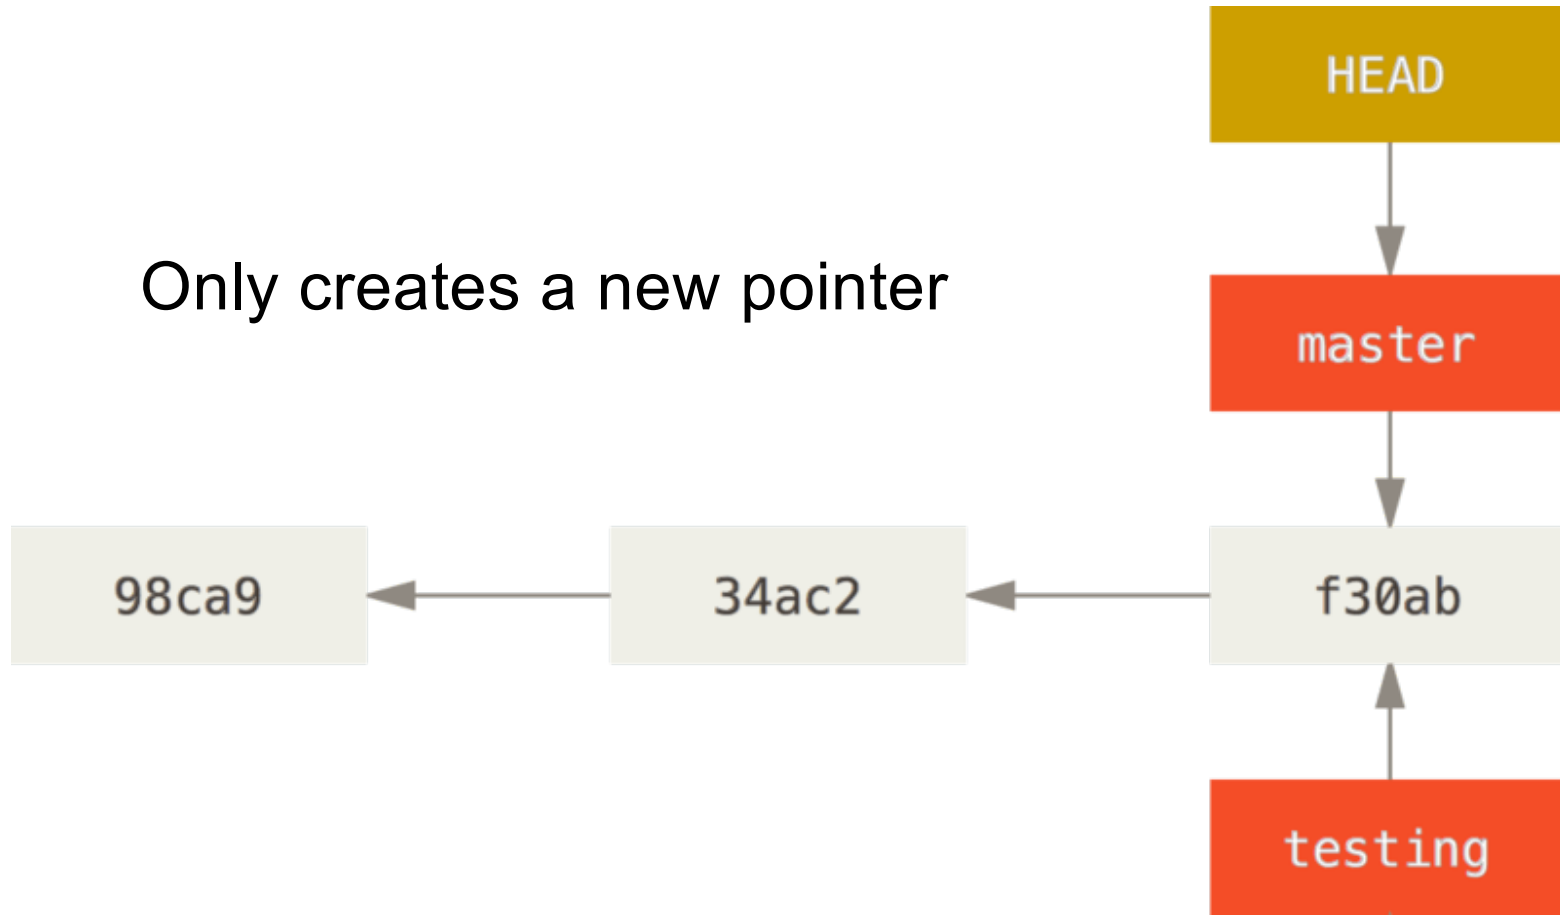 HEAD
Only creates a new pointer
master
98ca9 34ac2 f30ab
testing